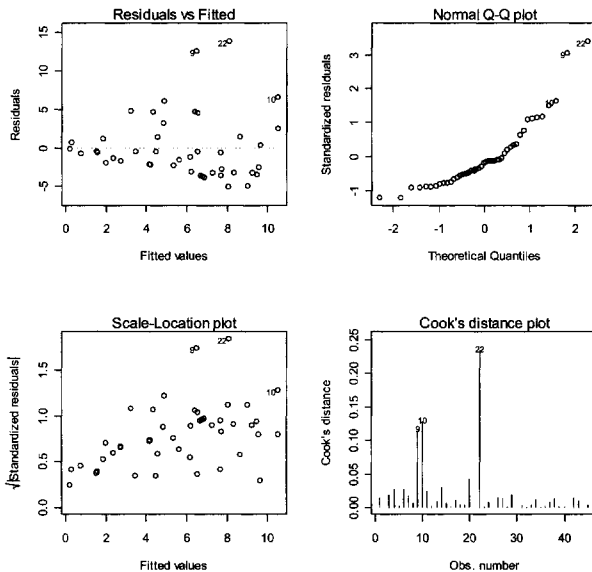 Residuals vs Fitted
Residuals
15
10
5
0
-5
9
22
10
0 2 4 6 8 10
Fitted values
Normal Q-Q plot
Standardized residuals
3
2
1
0
-1
22
9
10
-2 -1 0 1 2
Theoretical Quantiles
Scale-Location plot
√|Standardized residuals|
1.5
1.0
0.5
0.0
9
22
10
0 2 4 6 8 10
Fitted values
Cook's distance plot
Cook's distance
0.25
0.20
0.15
0.10
0.05
0.00
9
10
22
0 10 20 30 40
Obs. number